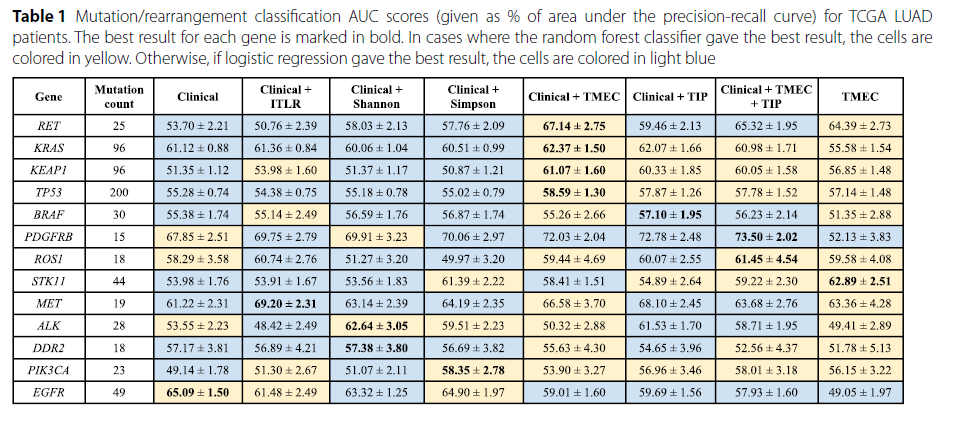 Table 1 Mutation/rearrangement classification AUC scores (given as % of area under the precision-recall curve) for TCGA LUAD
patients. The best result for each gene is marked in bold. In cases where the random forest classifier gave the best result, the cells are
colored in yellow. Otherwise, if logistic regression gave the best result, the cells are colored in light blue
Gene Mutation count Clinical Clinical + ITLR Clinical + Shannon Clinical + Simpson Clinical + TMEC Clinical + TIP Clinical + TMEC + TIP TMEC
RET 25 53.70 ± 2.21 50.76 ± 2.39 58.03 ± 2.13 57.76 ± 2.09 67.14 ± 2.75 59.46 ± 2.13 65.32 ± 1.95 64.39 ± 2.73
KRAS 96 61.12 ± 0.88 61.36 ± 0.84 60.06 ± 1.04 60.51 ± 0.99 62.37 ± 1.50 62.07 ± 1.66 60.98 ± 1.71 55.58 ± 1.54
KEAP1 96 51.35 ± 1.12 53.98 ± 1.60 51.37 ± 1.17 50.87 ± 1.21 61.07 ± 1.60 60.33 ± 1.85 60.05 ± 1.58 56.85 ± 1.48
TP53 200 55.28 ± 0.74 54.38 ± 0.75 55.18 ± 0.78 55.02 ± 0.79 58.59 ± 1.30 57.87 ± 1.26 57.78 ± 1.52 57.14 ± 1.48
BRAF 30 55.38 ± 1.74 55.14 ± 2.49 56.59 ± 1.76 56.87 ± 1.74 55.26 ± 2.66 57.10 ± 1.95 56.23 ± 2.14 51.35 ± 2.88
PDGFRB 15 67.85 ± 2.51 69.75 ± 2.79 69.91 ± 3.23 70.06 ± 2.97 72.03 ± 2.04 72.78 ± 2.48 73.50 ± 2.02 52.13 ± 3.83
ROS1 18 58.29 ± 3.58 60.74 ± 2.76 51.27 ± 3.20 49.97 ± 3.20 59.44 ± 4.69 60.07 ± 2.55 61.45 ± 4.54 59.58 ± 4.08
STK11 44 53.98 ± 1.76 53.91 ± 1.67 53.56 ± 1.83 61.39 ± 2.22 58.41 ± 1.51 54.89 ± 2.64 59.22 ± 2.30 62.89 ± 2.51
MET 19 61.22 ± 2.31 69.20 ± 2.31 63.14 ± 2.39 64.19 ± 2.35 66.58 ± 3.70 68.10 ± 2.45 63.68 ± 2.76 63.36 ± 4.28
ALK 28 53.55 ± 2.23 48.42 ± 2.49 62.64 ± 3.05 59.51 ± 2.23 50.32 ± 2.88 61.53 ± 1.70 58.71 ± 1.95 49.41 ± 2.89
DDR2 18 57.17 ± 3.81 56.89 ± 4.21 57.38 ± 3.80 56.69 ± 3.82 55.63 ± 4.30 54.65 ± 3.96 52.56 ± 4.37 51.78 ± 5.13
PIK3CA 23 49.14 ± 1.78 51.30 ± 2.67 51.07 ± 2.11 58.35 ± 2.78 53.90 ± 3.27 56.96 ± 3.46 58.01 ± 3.18 56.15 ± 3.22
EGFR 49 65.09 ± 1.50 61.48 ± 2.49 63.32 ± 1.25 64.90 ± 1.97 59.01 ± 1.60 59.69 ± 1.56 57.93 ± 1.60 49.05 ± 1.97